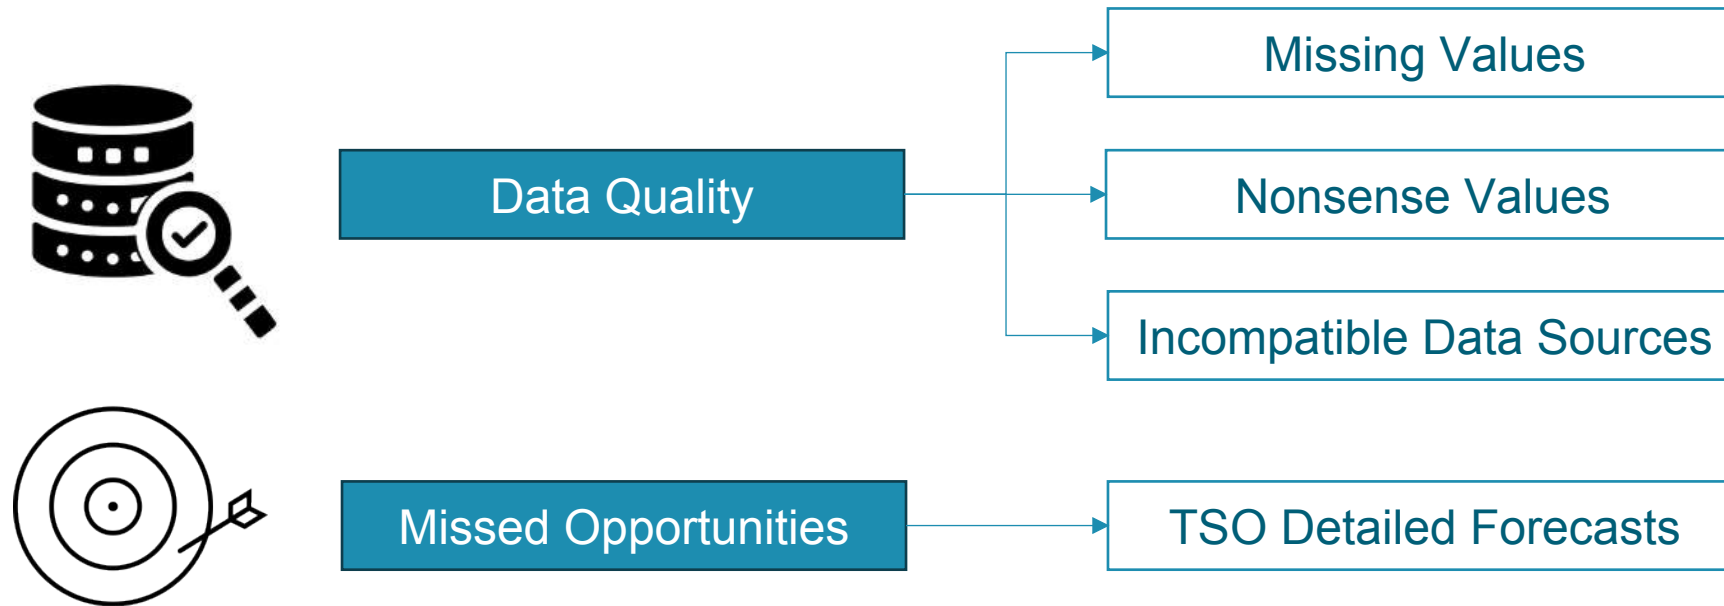 Missing Values
Data Quality
Nonsense Values
Incompatible Data Sources
Missed Opportunities
TSO Detailed Forecasts